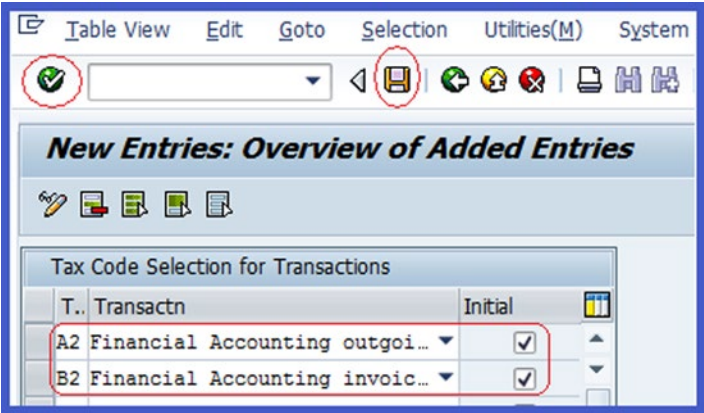 Table View Edit Goto Selection Utilities(M) System
New Entries: Overview of Added Entries
Tax Code Selection for Transactions
T.. Transactn Initial
A2 Financial Accounting outgoi...
B2 Financial Accounting invoic...